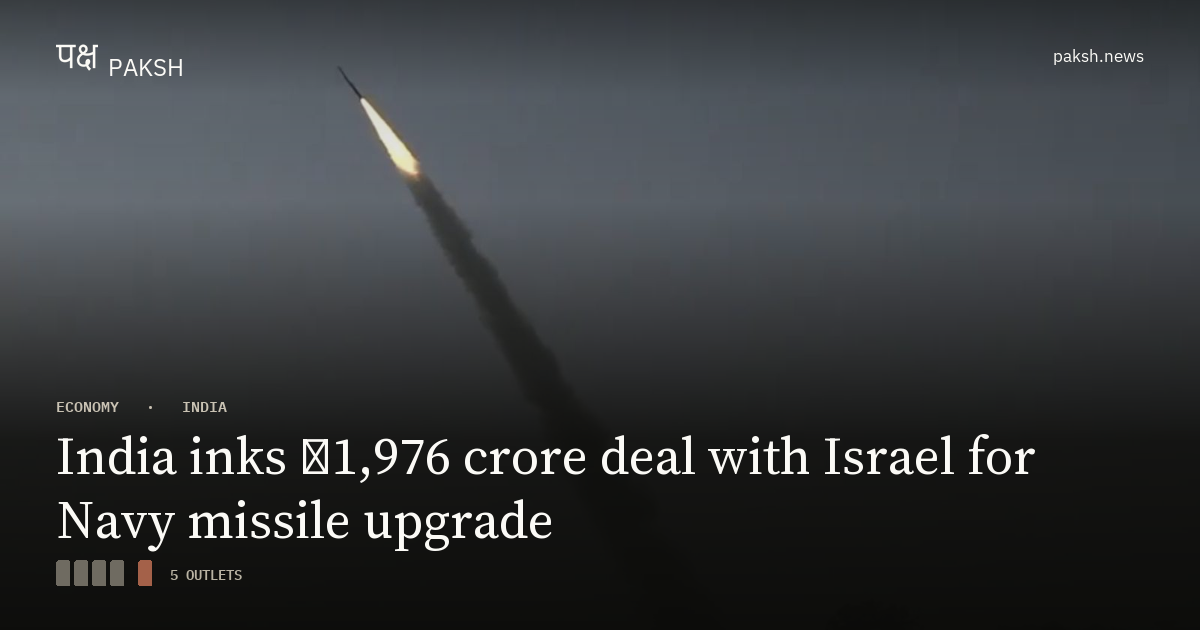 पक्ष PAKSH
paksh.news
ECONOMY · INDIA
India inks 1,976 crore deal with Israel for
Navy missile upgrade
5 OUTLETS